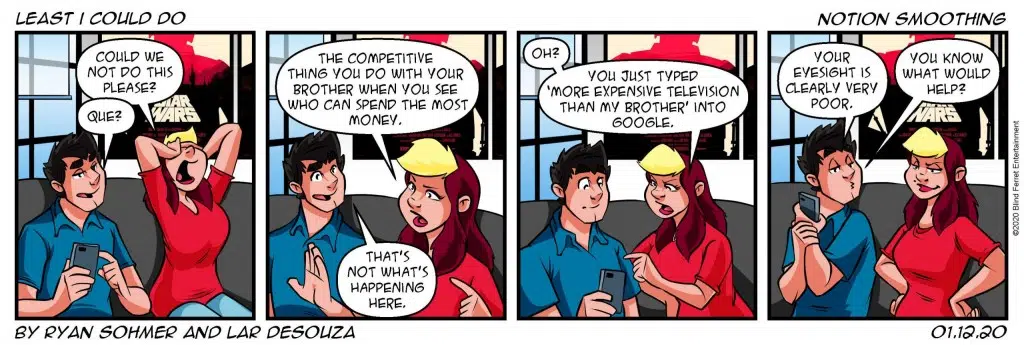 LEAST I COULD DO
NOTION SMOOTHING
COULD WE
NOT DO THIS
PLEASE?
QUE?
WARS
THE COMPETITIVE
THING YOU DO WITH YOUR
BROTHER WHEN YOU SEE
WHO CAN SPEND THE MOST
MONEY.
THAT'S
NOT WHAT'S
HAPPENING
HERE.
OH?
YOU JUST TYPED
'MORE EXPENSIVE TELEVISION
THAN MY BROTHER' INTO
GOOGLE.
YOUR
EYESIGHT IS
CLEARLY VERY
POOR.
YOU KNOW
WHAT WOULD
HELP?
WARS
©2020 Blind Ferret Entertainment
BY RYAN SOHMER AND LAR DESOUZA
01.12.20